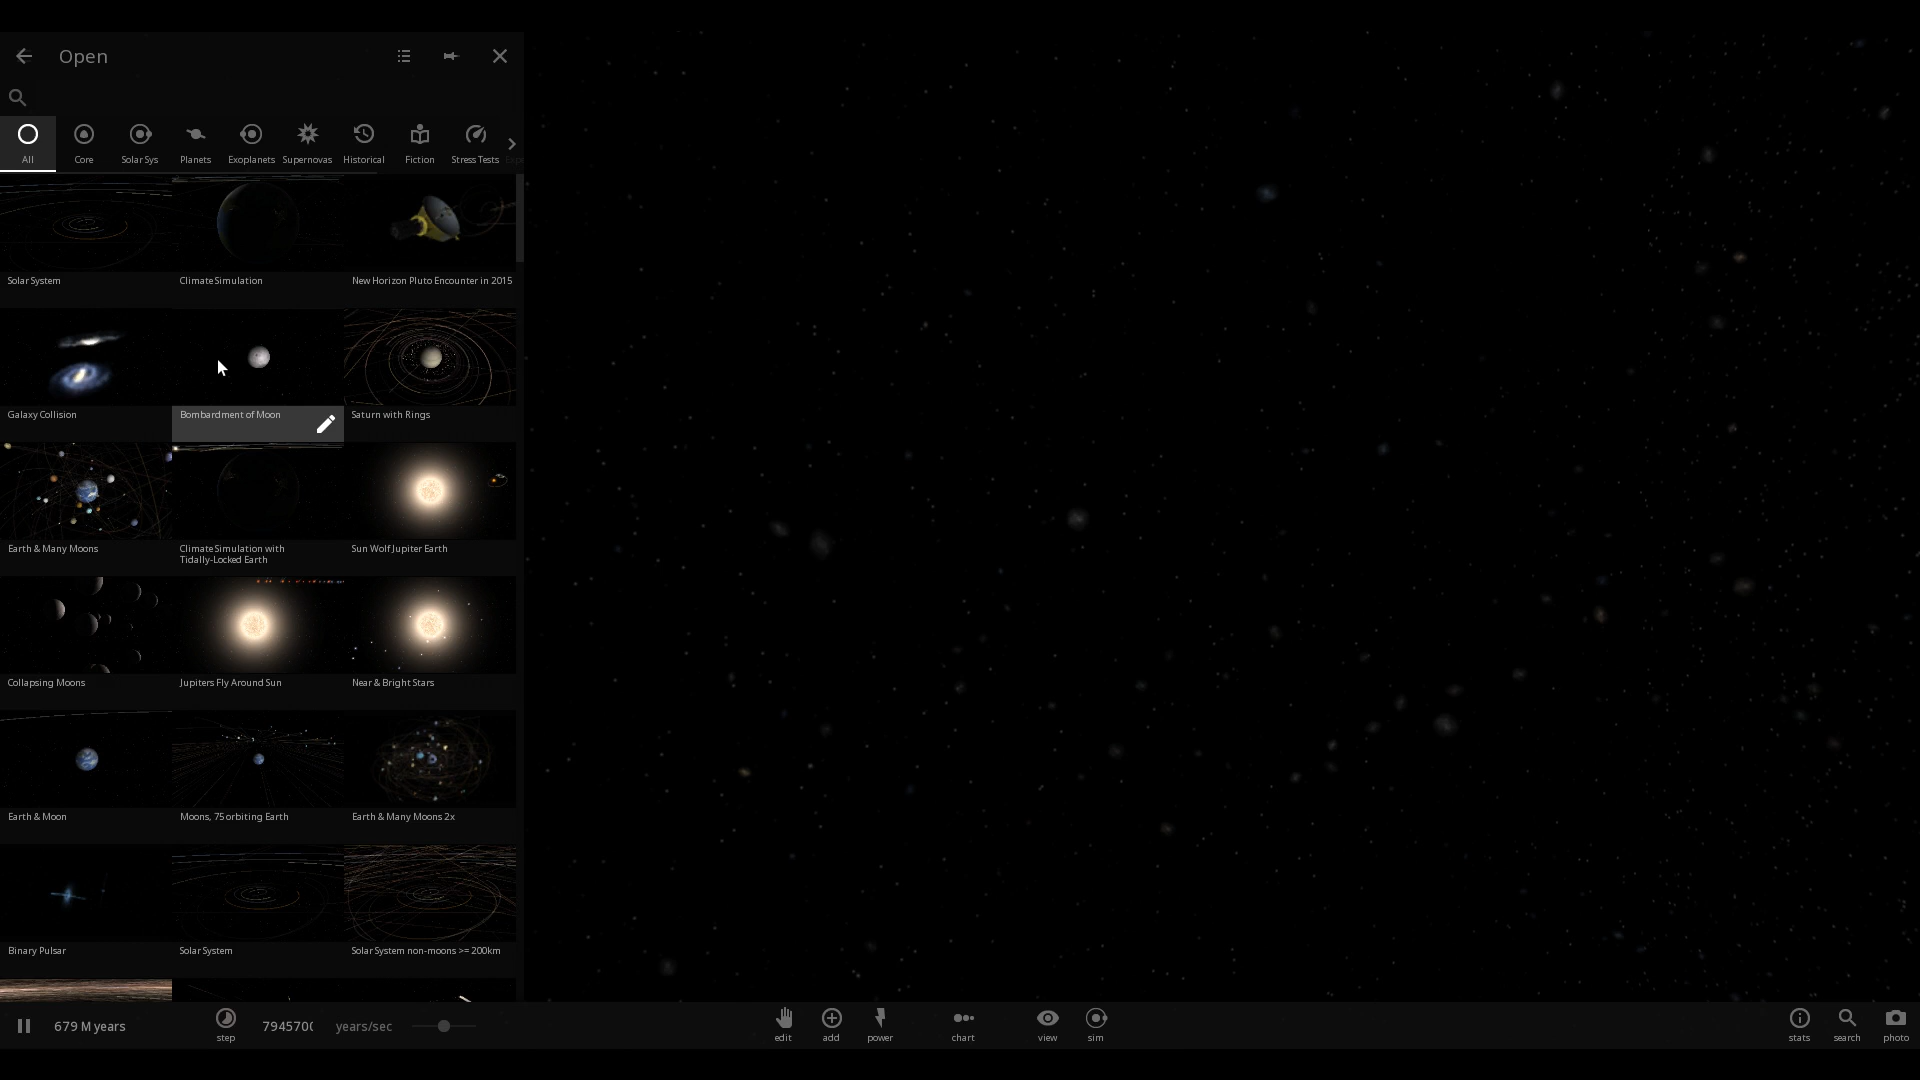 Open
All
Core
Solar Sys
Planets
Exoplanets
Supernovas
Historical
Fiction
Stress Tests
Solar System
Climate Simulation
New Horizon Pluto Encounter in 2015
Galaxy Collision
Bombardment of Moon
Saturn with Rings
Earth & Many Moons
Climate Simulation with
Tidally-Locked Earth
Sun Wolf Jupiter Earth
Collapsing Moons
Jupiters Fly Around Sun
Near & Bright Stars
Earth & Moon
Moons, 75 orbiting Earth
Earth & Many Moons 2x
Binary Pulsar
Solar System
Solar System non-moons >= 200km
679 M years
step
794570
years/sec
edit
add
power
chart
view
sim
stats
search
photo